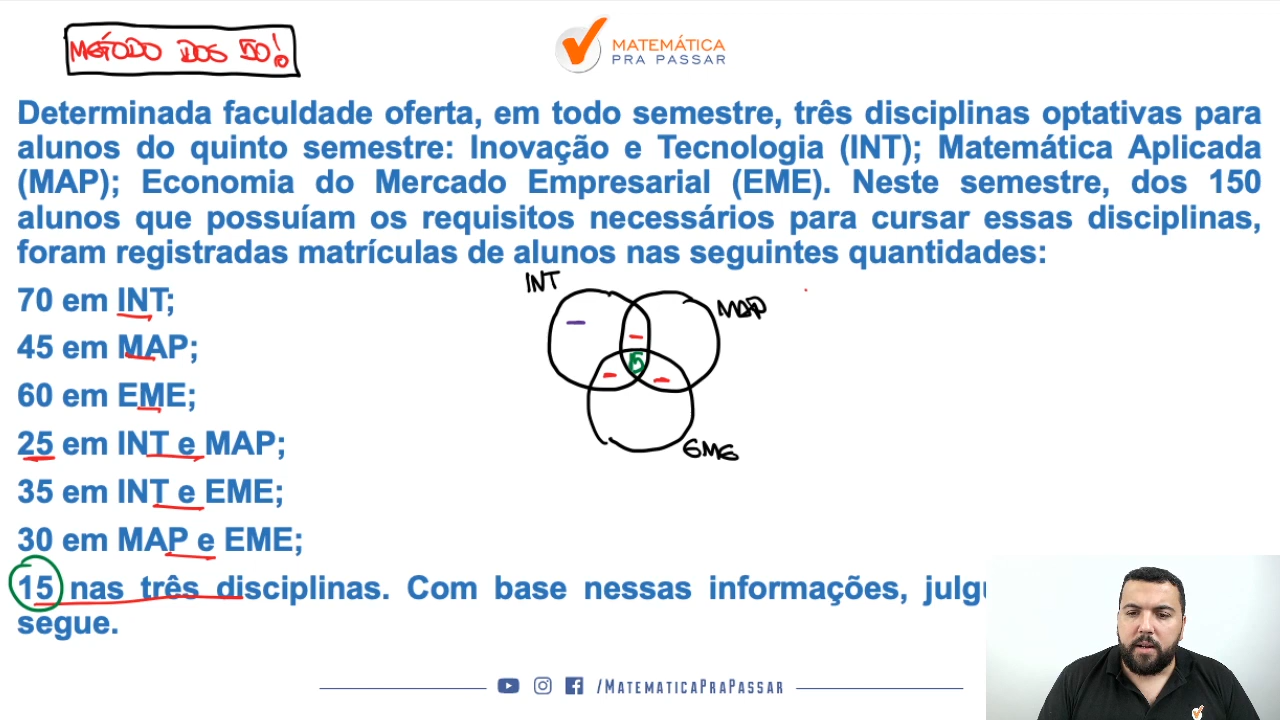 MÉTODO DOS 50!
MATEMÁTICA
PRA PASSAR
Determinada faculdade oferta, em todo semestre, três disciplinas optativas para
alunos do quinto semestre: Inovação e Tecnologia (INT); Matemática Aplicada
(MAP); Economia do Mercado Empresarial (EME). Neste semestre, dos 150
alunos que possuíam os requisitos necessários para cursar essas disciplinas,
foram registradas matrículas de alunos nas seguintes quantidades:
70 em INT;
45 em MAP;
60 em EME;
25 em INT e MAP;
35 em INT e EME;
30 em MAP e EME;
15 nas três disciplinas. Com base nessas informações,
segue.
INT
MAP
EME
15
/MATEMATICAPRAPASSAR